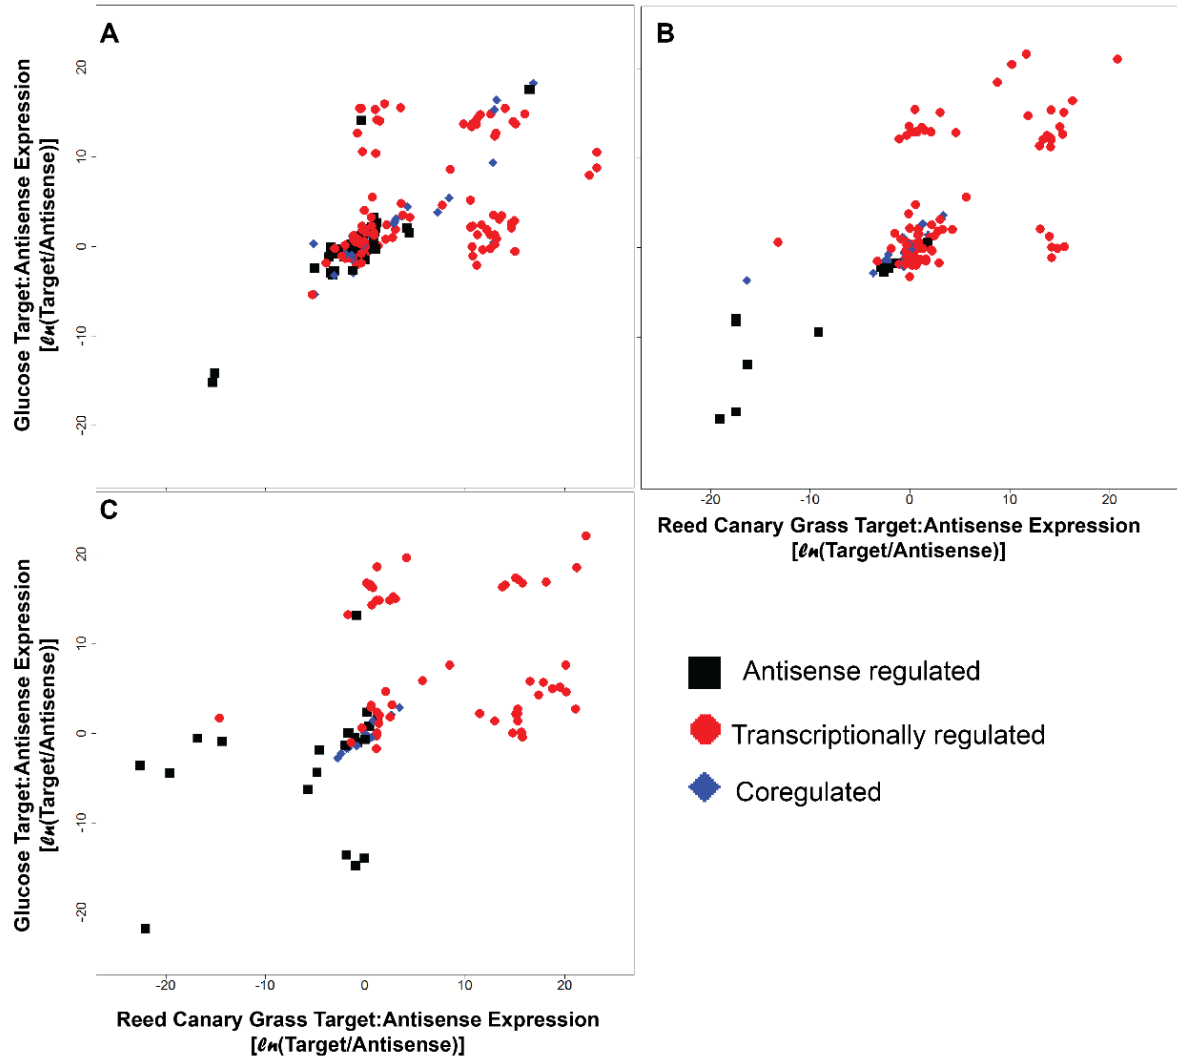 A
B
Glucose Target:Antisense Expression
[ℓn(Target/Antisense)]
20
10
0
-10
-20
-20
-10
0
10
20
Reed Canary Grass Target:Antisense Expression
[ℓn(Target/Antisense)]
C
Glucose Target:Antisense Expression
[ℓn(Target/Antisense)]
20
10
0
-10
-20
-20
-10
0
10
20
Reed Canary Grass Target:Antisense Expression
[ℓn(Target/Antisense)]
Antisense regulated
Transcriptionally regulated
Coregulated